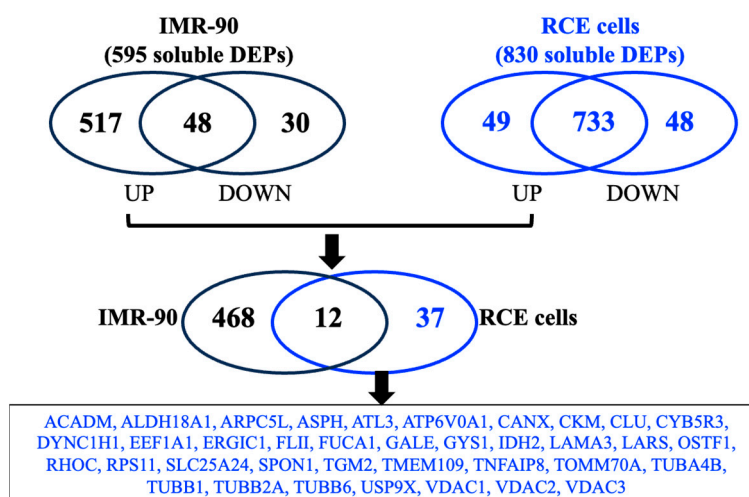 IMR-90
(595 soluble DEPs)
RCE cells
(830 soluble DEPs)
517 48 30
49 733 48
UP DOWN
UP DOWN
IMR-90 468 12 37 RCE cells
ACADM, ALDH18A1, ARPC5L, ASPH, ATL3, ATP6V0A1, CANX, CKM, CLU, CYB5R3,
DYNC1H1, EEF1A1, ERGIC1, FLII, FUCA1, GALE, GYS1, IDH2, LAMA3, LARS, OSTF1,
RHOC, RPS11, SLC25A24, SPON1, TGM2, TMEM109, TNFAIP8, TOMM70A, TUBA4B,
TUBB1, TUBB2A, TUBB6, USP9X, VDAC1, VDAC2, VDAC3